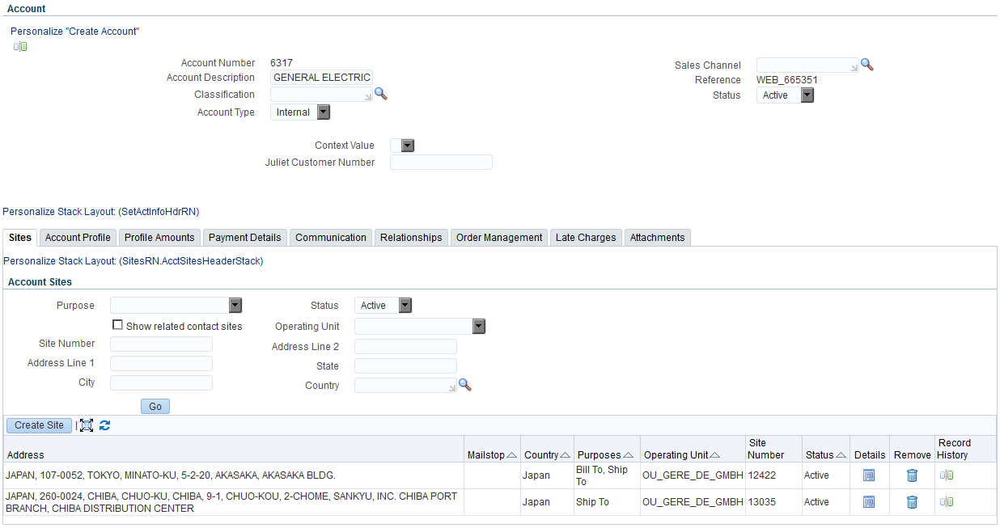 Account
Personalize "Create Account"
Account Number 6317
Account Description GENERAL ELECTRIC
Classification
Account Type Internal
Sales Channel
Reference WEB_665351
Status Active
Context Value
Juliet Customer Number
Personalize Stack Layout: (SetActInfoHdrRN)
Sites Account Profile Profile Amounts Payment Details Communication Relationships Order Management Late Charges Attachments
Personalize Stack Layout: (SitesRN.AcctSitesHeaderStack)
Account Sites
Purpose Status Active
Show related contact sites Operating Unit
Site Number Address Line 2
Address Line 1 State
City Country
Go
Create Site
Address Mailstop Country Purposes Operating Unit Site Number Status Details Remove Record History
JAPAN, 107-0052, TOKYO, MINATO-KU, 5-2-20, AKASAKA, AKASAKA BLDG. Japan Bill To, Ship To OU_GERE_DE_GMBH 12422 Active
JAPAN, 260-0024, CHIBA, CHUO-KU, CHIBA, 9-1, CHUO-KOU, 2-CHOME, SANKYU, INC. CHIBA PORT
BRANCH, CHIBA DISTRIBUTION CENTER Japan Ship To OU_GERE_DE_GMBH 13035 Active